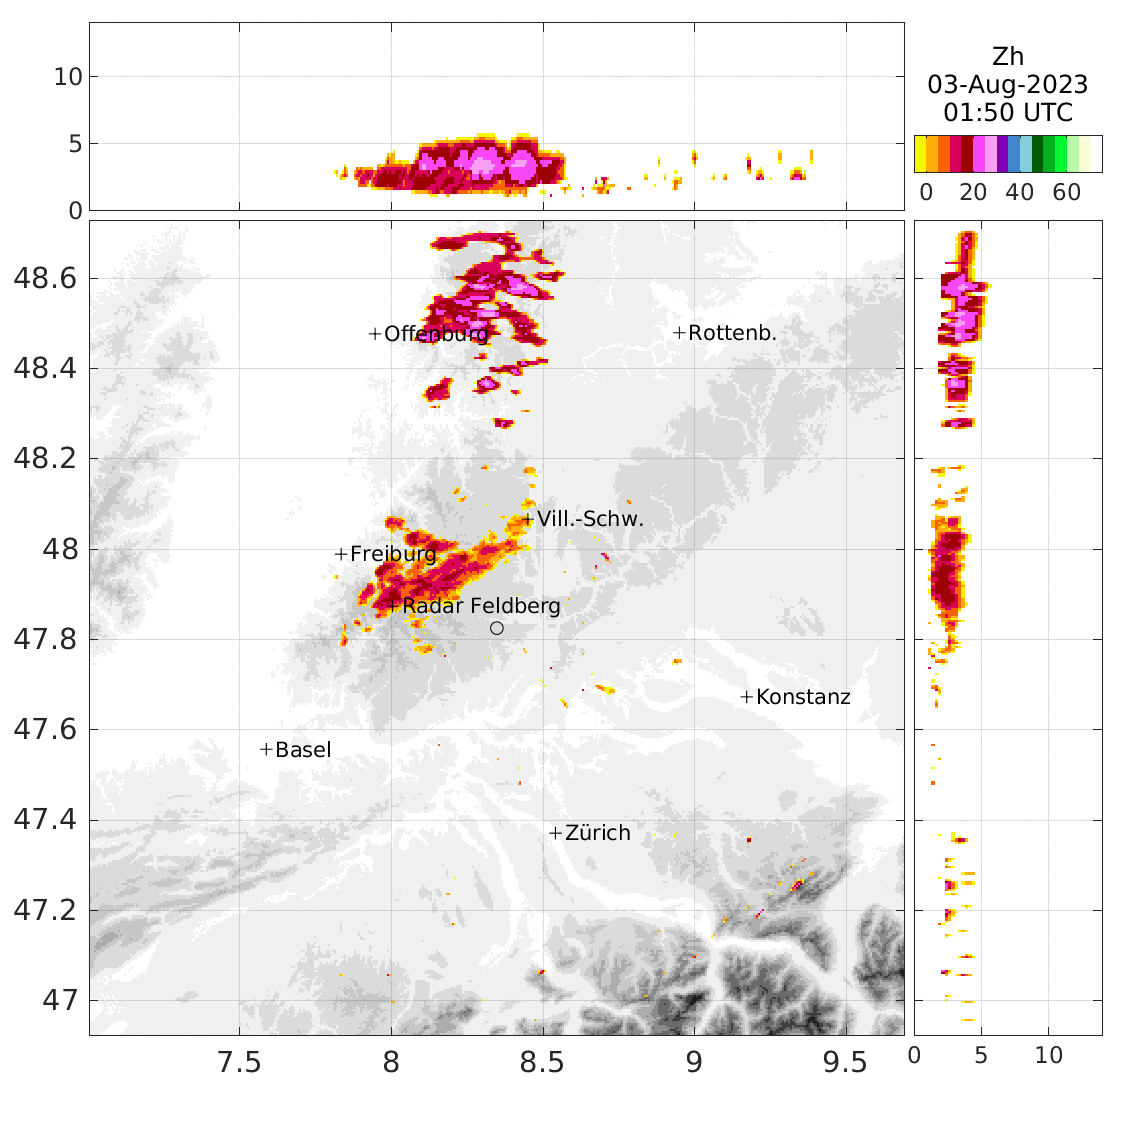 10
5
0
Zh
03-Aug-2023
01:50 UTC
0 20 40 60
48.6
+Offenburg
+Rottenb.
48.4
48.2
+Vill.-Schw.
48
+Freiburg
+Radar Feldberg
47.8
+Konstanz
47.6
+Basel
47.4
+Zürich
47.2
47
7.5 8 8.5 9 9.5
0 5 10